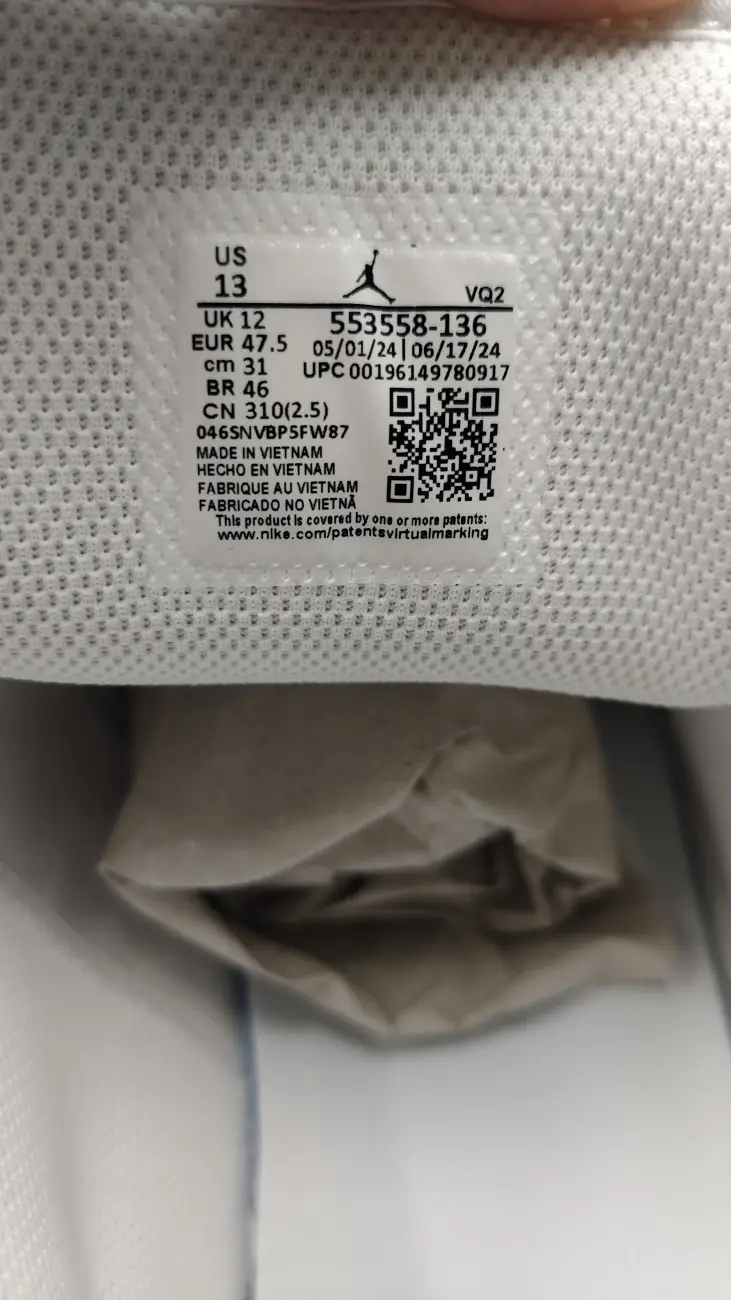 US
13
VQ2
UK 12
553558-136
EUR 47.5
05/01/24 | 06/17/24
cm 31
UPC 00196149780917
BR 46
CN 310(2.5)
046SNVBP5FW87
MADE IN VIETNAM
HECHO EN VIETNAM
FABRIQUE AU VIETNAM
FABRICADO NO VIETNÃ
This product is covered by one or more patents:
www.nike.com/patentsvirtualmarking